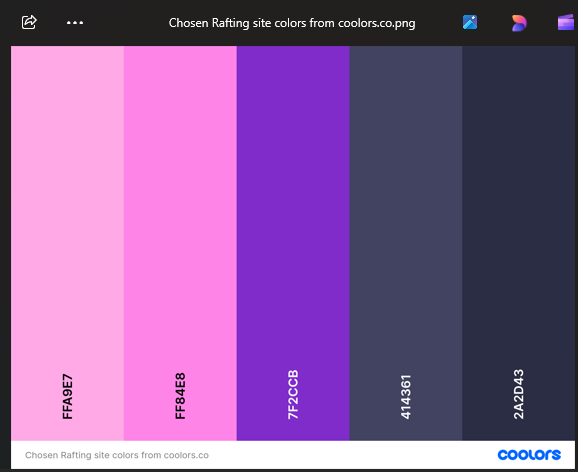 Chosen Rafting site colors from coolors.co.png
FFA9E7
FF84E8
7F2CCB
414361
2A2D43
Chosen Rafting site colors from coolors.co
coolors